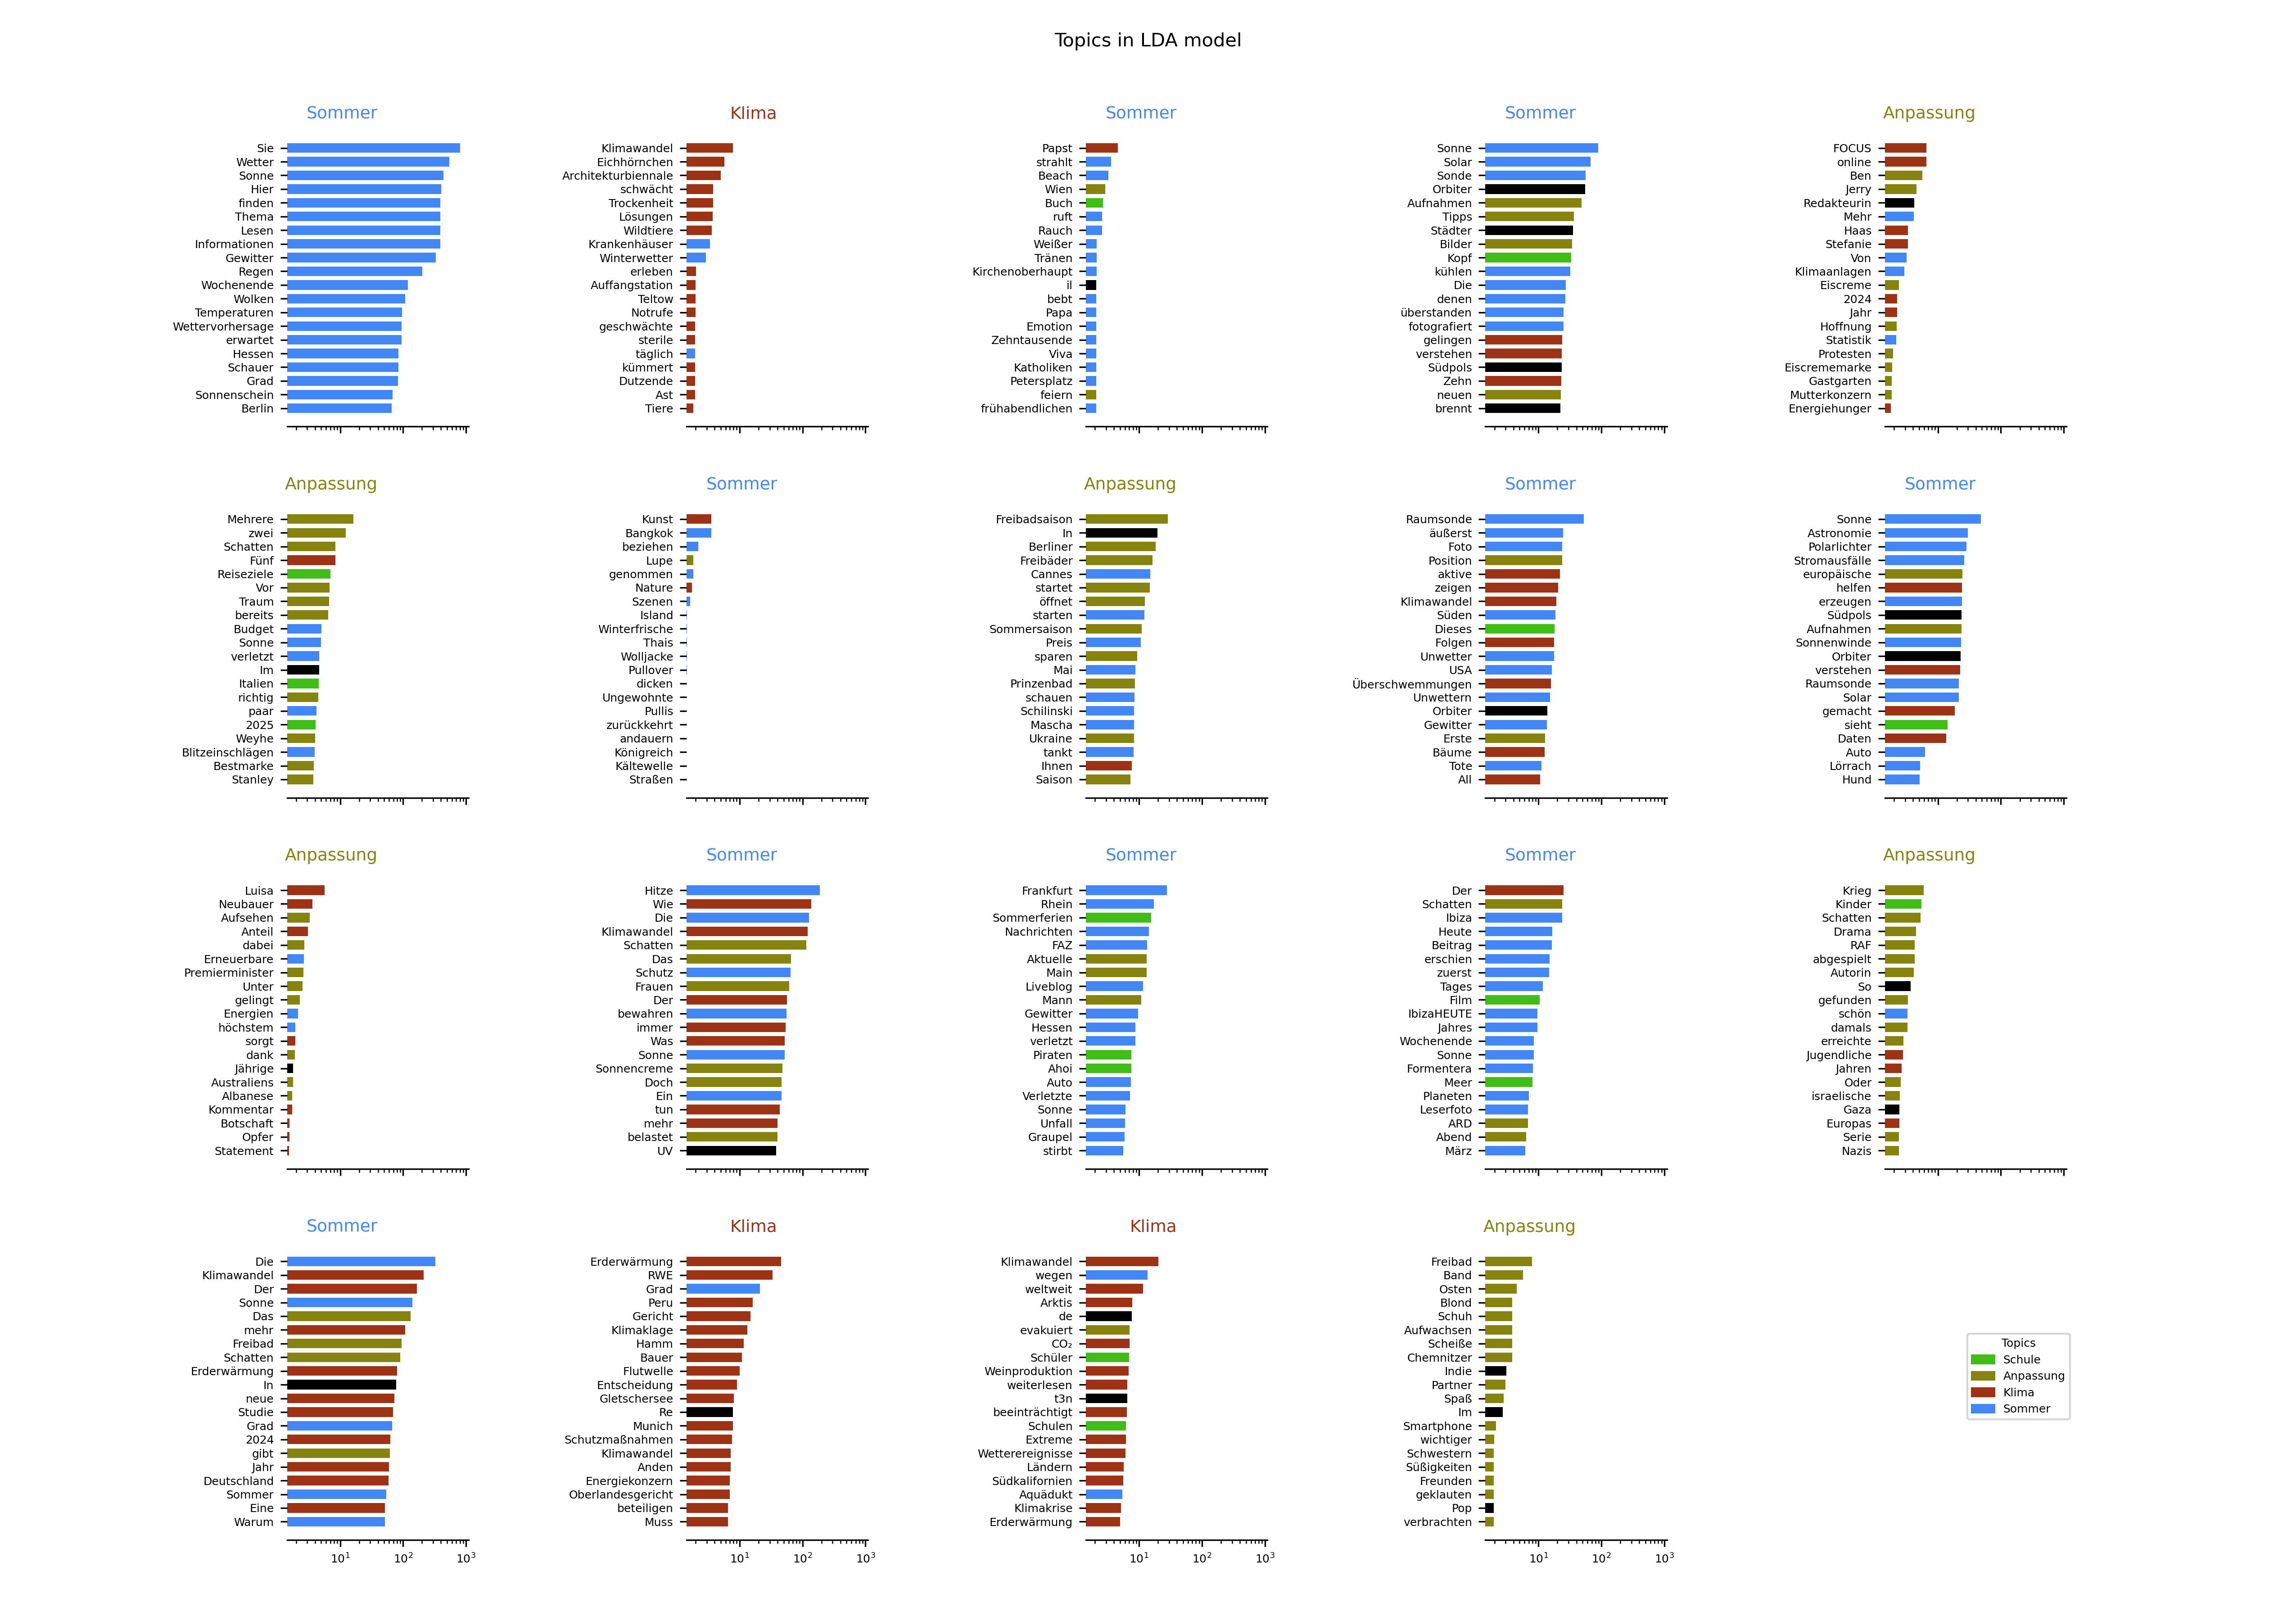 Topics in LDA model
Sommer
Sie
Wetter
Sonne
Hier
finden
Thema
Lesen
Informationen
Gewitter
Regen
Wochenende
Wolken
Temperaturen
Wettervorhersage
erwartet
Hessen
Schauer
Grad
Sonnenschein
Berlin
Klima
Klimawandel
Eichhörnchen
Architekturbiennale
schwächt
Trockenheit
Lösungen
Wildtiere
Krankenhäuser
Winterwetter
erleben
Auffangstation
Teltow
Notrufe
geschwächte
sterile
täglich
kümmert
Dutzende
Ast
Tiere
Sommer
Papst
strahlt
Beach
Wien
Buch
ruft
Rauch
Weißer
Tränen
Kirchenoberhaupt
il
bebt
Papa
Emotion
Zehntausende
Viva
Katholiken
Petersplatz
feiern
frühabendlichen
Sommer
Sonne
Solar
Sonde
Orbiter
Aufnahmen
Tipps
Städter
Bilder
Kopf
kühlen
Die
denen
überstanden
fotografiert
gelingen
verstehen
Südpols
Zehn
neuen
brennt
Anpassung
FOCUS
online
Ben
Jerry
Redakteurin
Mehr
Haas
Stefanie
Von
Klimaanlagen
Eiscreme
2024
Jahr
Hoffnung
Statistik
Protesten
Eiscrememarke
Gastgarten
Mutterkonzern
Energiehunger
Anpassung
Mehrere
zwei
Schatten
Fünf
Reiseziele
Vor
Traum
bereits
Budget
Sonne
verletzt
Im
Italien
richtig
paar
2025
Weyhe
Blitzeinschlägen
Bestmarke
Stanley
Sommer
Kunst
Bangkok
beziehen
Lupe
genommen
Nature
Szenen
Island
Winterfrische
Thais
Wolljacke
Pullover
dicken
Ungewohnte
Pullis
zurückkehrt
andauern
Königreich
Kältewelle
Straßen
Anpassung
Freibadsaison
In
Berliner
Freibäder
Cannes
startet
öffnet
starten
Sommersaison
Preis
sparen
Mai
Prinzenbad
schauen
Schilinski
Mascha
Ukraine
tankt
Ihnen
Saison
Sommer
Raumsonde
äußerst
Foto
Position
aktive
zeigen
Klimawandel
Süden
Dieses
Folgen
Unwetter
USA
Überschwemmungen
Unwettern
Orbiter
Gewitter
Erste
Bäume
Tote
All
Sommer
Sonne
Astronomie
Polarlichter
Stromausfälle
europäische
helfen
erzeugen
Südpols
Aufnahmen
Sonnenwinde
Orbiter
verstehen
Raumsonde
Solar
gemacht
sieht
Daten
Auto
Lörrach
Hund
Anpassung
Luisa
Neubauer
Aufsehen
Anteil
dabei
Erneuerbare
Premierminister
Unter
gelingt
Energien
höchstem
sorgt
dank
Jährige
Australiens
Albanese
Kommentar
Botschaft
Opfer
Statement
Sommer
Hitze
Wie
Die
Klimawandel
Schatten
Das
Schutz
Frauen
Der
bewahren
immer
Was
Sonne
Sonnencreme
Doch
Ein
tun
mehr
belastet
UV
Sommer
Frankfurt
Rhein
Sommerferien
Nachrichten
FAZ
Aktuelle
Main
Liveblog
Mann
Gewitter
Hessen
verletzt
Piraten
Ahoi
Auto
Verletzte
Sonne
Unfall
Graupel
stirbt
Sommer
Der
Schatten
Ibiza
Heute
Beitrag
erschien
zuerst
Tages
Film
IbizaHEUTE
Jahres
Wochenende
Sonne
Formentera
Meer
Planeten
Leserfoto
ARD
Abend
März
Anpassung
Krieg
Kinder
Schatten
Drama
RAF
abgespielt
Autorin
So
gefunden
schön
damals
erreichte
Jugendliche
Jahren
Oder
israelische
Gaza
Europas
Serie
Nazis
Sommer
Die
Klimawandel
Der
Sonne
Das
mehr
Freibad
Schatten
Erderwärmung
In
neue
Studie
Grad
2024
gibt
Jahr
Deutschland
Sommer
Eine
Warum
10¹ 10² 10³
Klima
Erderwärmung
RWE
Grad
Peru
Gericht
Klimaklage
Hamm
Bauer
Flutwelle
Entscheidung
Gletschersee
Re
Munich
Schutzmaßnahmen
Klimawandel
Anden
Energiekonzern
Oberlandesgericht
beteiligen
Muss
10¹ 10² 10³
Klima
Klimawandel
wegen
weltweit
Arktis
de
evakuiert
CO₂
Schüler
Weinproduktion
weiterlesen
t3n
beeinträchtigt
Schulen
Extreme
Wetterereignisse
Ländern
Südkalifornien
Aquädukt
Klimakrise
Erderwärmung
10¹ 10² 10³
Anpassung
Freibad
Band
Osten
Blond
Schuh
Aufwachsen
Scheiße
Chemnitzer
Indie
Partner
Spaß
Im
Smartphone
wichtiger
Schwestern
Süßigkeiten
Freunden
geklauten
Pop
verbrachten
10¹ 10² 10³
Topics
Schule
Anpassung
Klima
Sommer